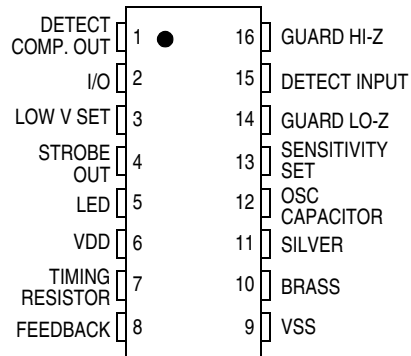 DETECT
COMP. OUT
1
16
GUARD HI-Z
I/O
2
15
DETECT INPUT
LOW V SET
3
14
GUARD LO-Z
STROBE
OUT
4
13
SENSITIVITY
SET
LED
5
12
OSC
CAPACITOR
VDD
6
11
SILVER
TIMING
RESISTOR
7
10
BRASS
FEEDBACK
8
9
VSS